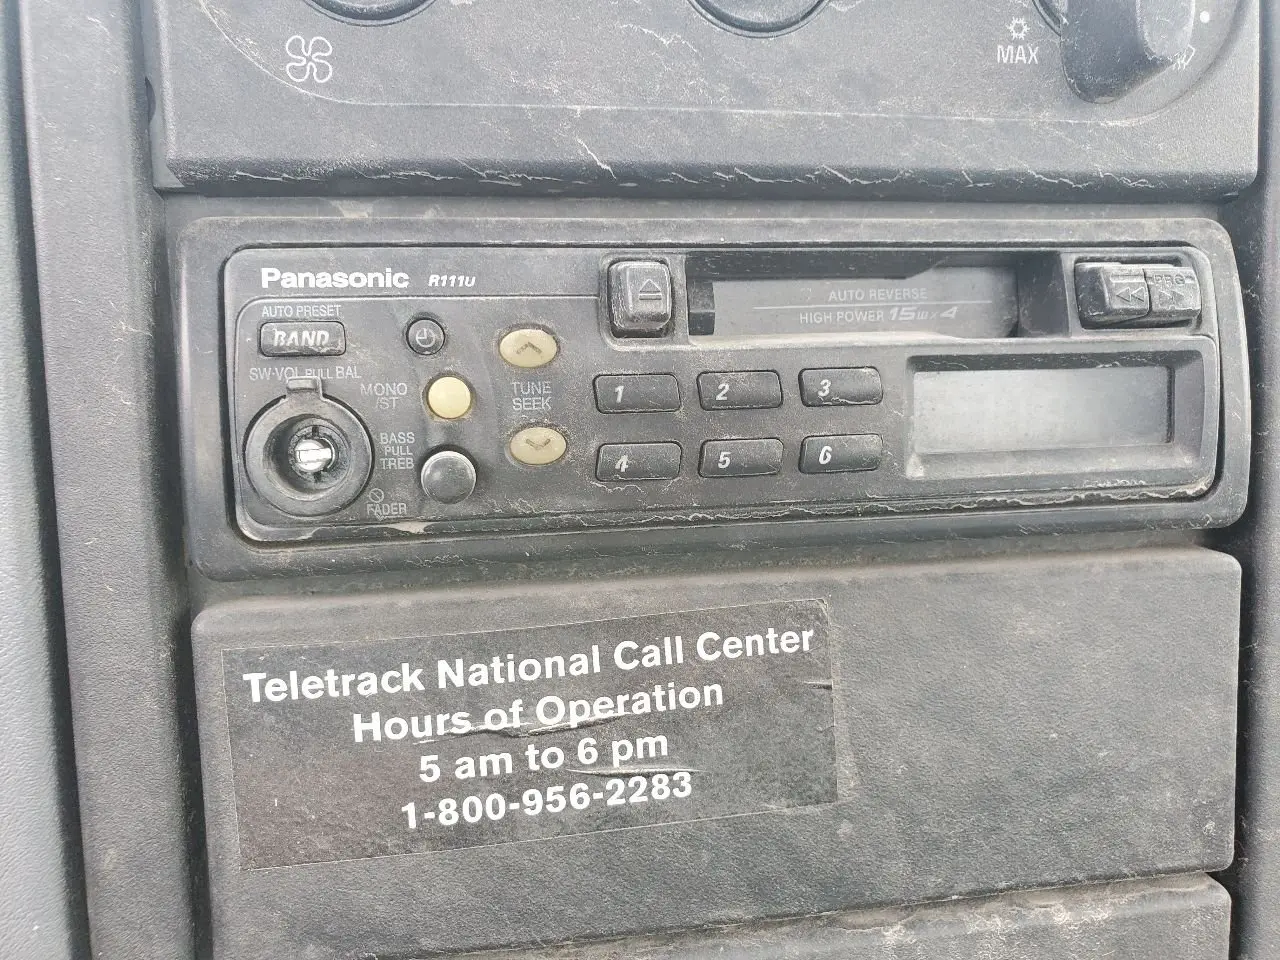 MAX
Panasonic R111U
AUTO PRESET
BAND
SW-VOL PULL BAL
MONO
/ST
BASS
PULL
TREB
FADER
TUNE
SEEK
AUTO REVERSE
HIGH POWER 15W×4
PRG
1 2 3
4 5 6
Teletrack National Call Center
Hours of Operation
5 am to 6 pm
1-800-956-2283